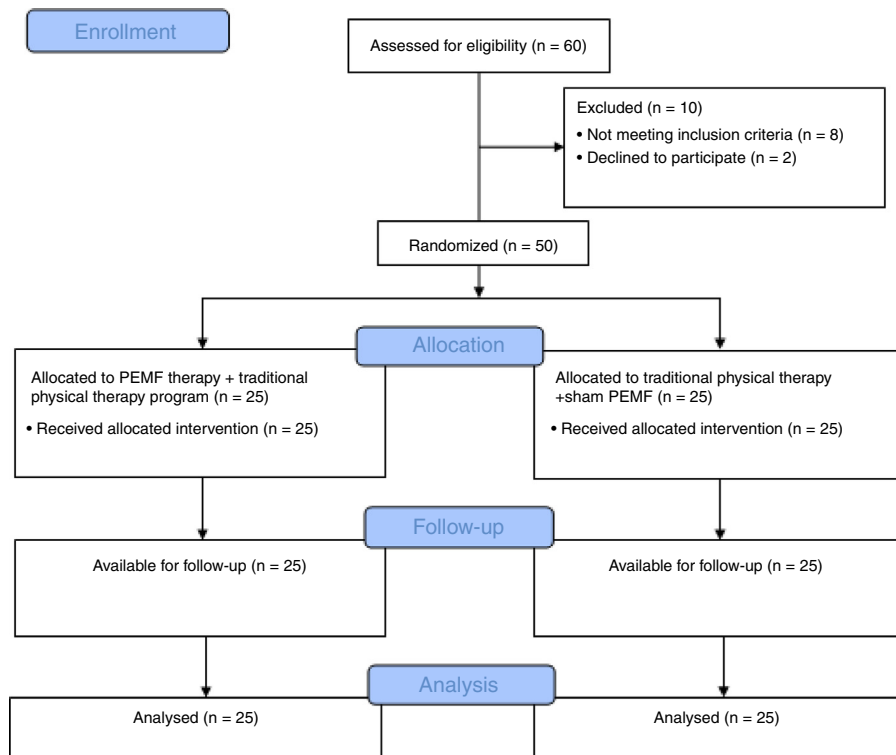 Enrollment
Assessed for eligibility (n = 60)
Excluded (n = 10)
• Not meeting inclusion criteria (n = 8)
• Declined to participate (n = 2)
Randomized (n = 50)
Allocation
Allocated to PEMF therapy + traditional
physical therapy program (n = 25)
• Received allocated intervention (n = 25)
Allocated to traditional physical therapy
+sham PEMF (n = 25)
• Received allocated intervention (n = 25)
Follow-up
Available for follow-up (n = 25)
Available for follow-up (n = 25)
Analysis
Analysed (n = 25)
Analysed (n = 25)